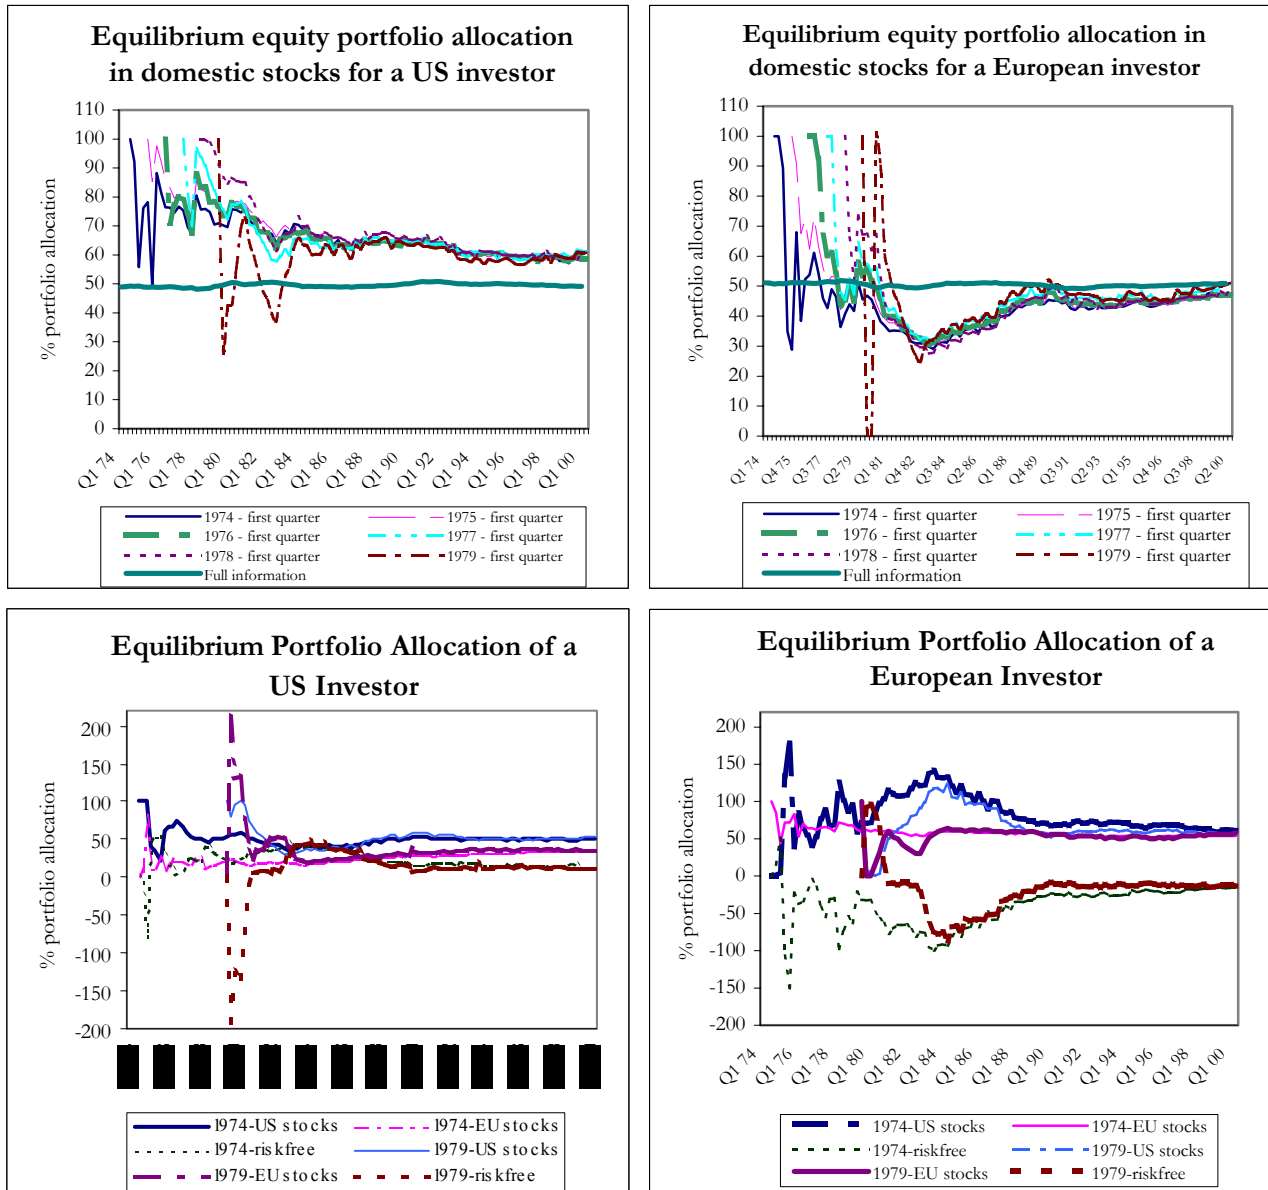 Equilibrium equity portfolio allocation
in domestic stocks for a US investor
% portfolio allocation
110
100
90
80
70
60
50
40
30
20
10
0
Q1 74
Q1 76
Q1 78
Q1 80
Q1 82
Q1 84
Q1 86
Q1 88
Q1 90
Q1 92
Q1 94
Q1 96
Q1 98
Q1 00
1974 - first quarter
1975 - first quarter
1976 - first quarter
1977 - first quarter
1978 - first quarter
1979 - first quarter
Full information
Equilibrium equity portfolio allocation in
domestic stocks for a European investor
% portfolio allocation
110
100
90
80
70
60
50
40
30
20
10
0
Q1 74
Q4 75
Q3 77
Q2 79
Q1 81
Q4 82
Q3 84
Q2 86
Q1 88
Q4 89
Q3 91
Q2 93
Q1 95
Q4 96
Q3 98
Q2 00
1974 - first quarter
1975 - first quarter
1976 - first quarter
1977 - first quarter
1978 - first quarter
1979 - first quarter
Full information
Equilibrium Portfolio Allocation of a
US Investor
% portfolio allocation
200
150
100
50
0
-50
-100
-150
-200
1974-US stocks
1974-EU stocks
1974-riskfree
1979-US stocks
1979-EU stocks
1979-riskfree
Equilibrium Portfolio Allocation of a
European Investor
% portfolio allocation
200
150
100
50
0
-50
-100
-150
-200
Q1 74
Q1 76
Q1 78
Q1 80
Q1 82
Q1 84
Q1 86
Q1 88
Q1 90
Q1 92
Q1 94
Q1 96
Q1 98
Q1 00
1974-US stocks
1974-EU stocks
1974-riskfree
1979-US stocks
1979-EU stocks
1979-riskfree